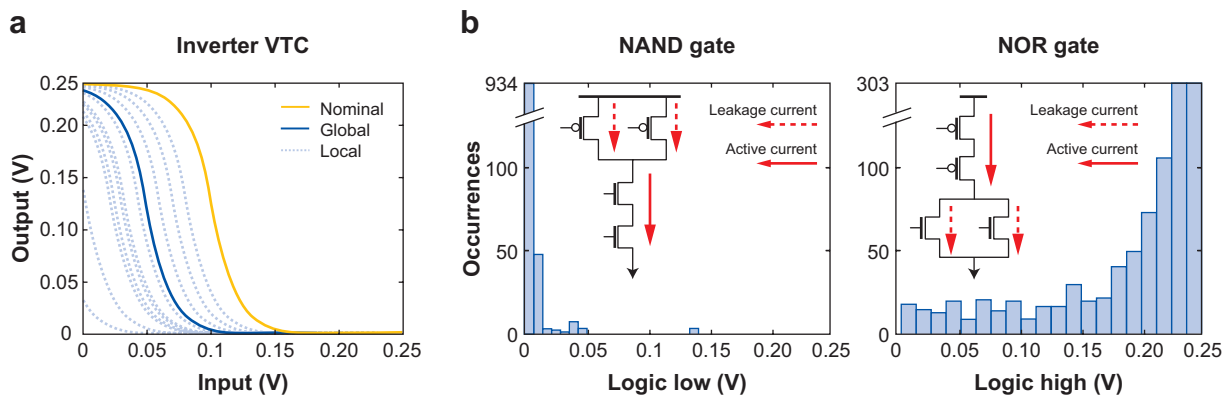 a
Inverter VTC
0.25
0.20
0.15
0.10
0.05
0
Output (V)
Nominal
Global
Local
0
0.05
0.1
0.15
0.20
0.25
Input (V)
b
NAND gate
934
100
50
0
Occurrences
Leakage current
Active current
0
0.05
0.1
0.15
0.20
0.25
Logic low (V)
NOR gate
303
100
50
0
Leakage current
Active current
0
0.05
0.10
0.15
0.20
0.25
Logic high (V)